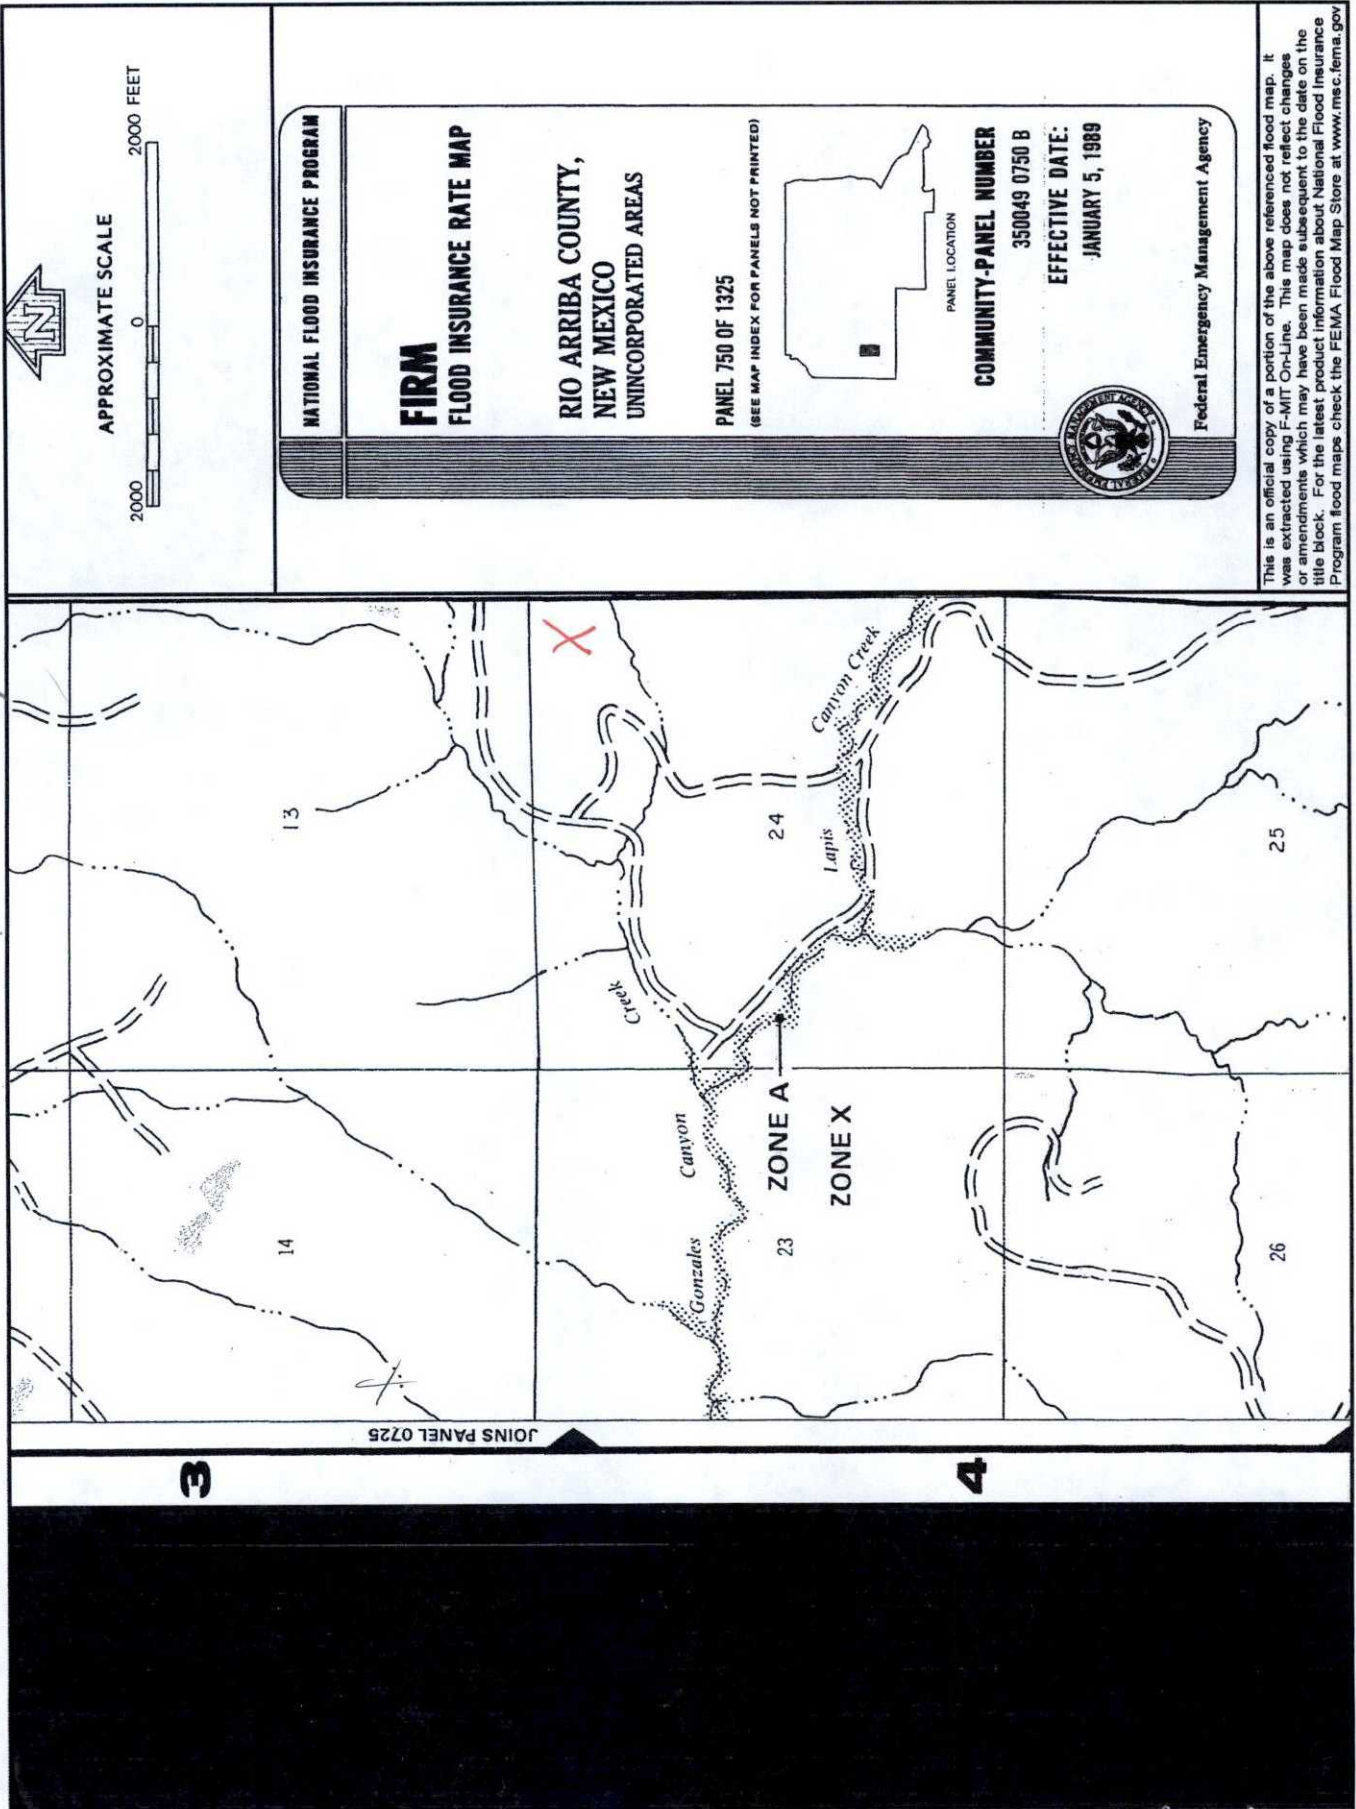 APPROXIMATE SCALE
2000 0 2000 FEET
N
NATIONAL FLOOD INSURANCE PROGRAM
FIRM
FLOOD INSURANCE RATE MAP
RIO ARRIBA COUNTY,
NEW MEXICO
UNINCORPORATED AREAS
PANEL 750 OF 1325
(SEE MAP INDEX FOR PANELS NOT PRINTED)
PANEL LOCATION
COMMUNITY-PANEL NUMBER
350049 0750 B
EFFECTIVE DATE:
JANUARY 5, 1989
FEDERAL EMERGENCY MANAGEMENT AGENCY
Federal Emergency Management Agency
This is an official copy of a portion of the above referenced flood map. It
was extracted using F-MIT On-Line. This map does not reflect changes
or amendments which may have been made subsequent to the date on the
title block. For the latest product information about National Flood Insurance
Program flood maps check the FEMA Flood Map Store at www.msc.fema.gov
3
JOINS PANEL 0725
4
14
13
X
Gonzales
Canyon
Creek
ZONE A
ZONE X
23
24
Lapis
Canyon Creek
26
25